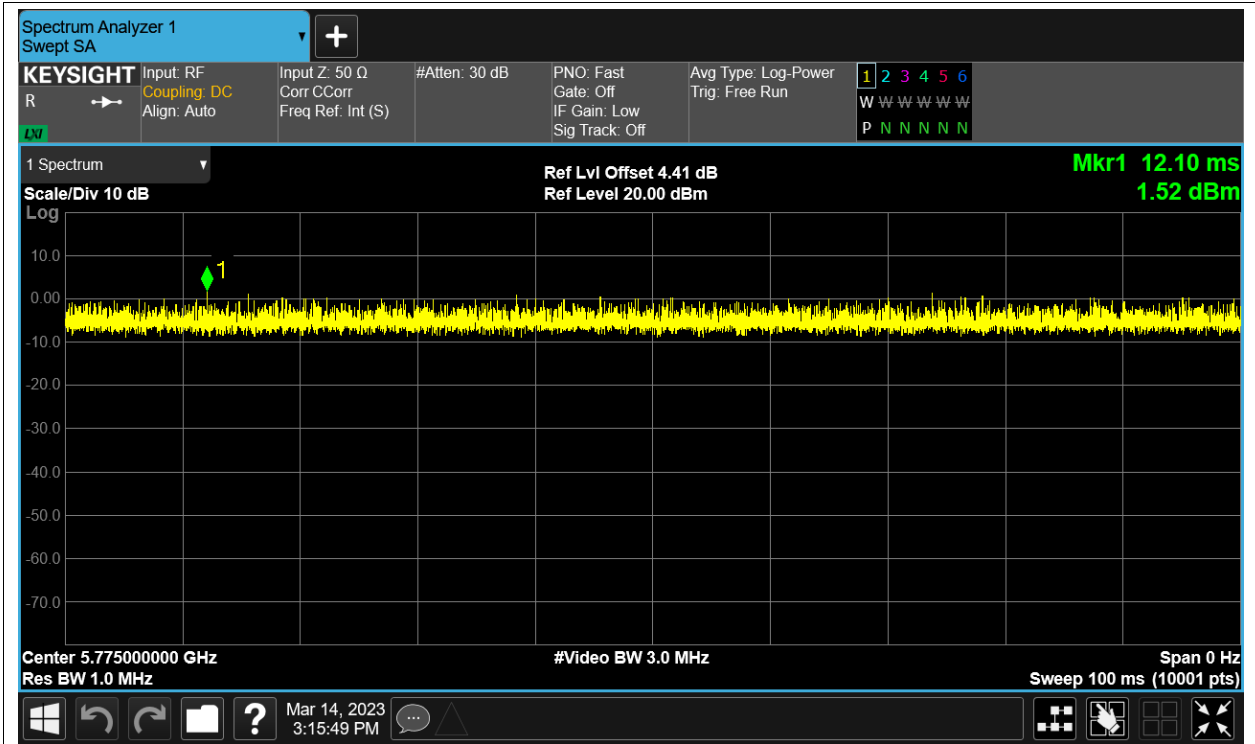 Spectrum Analyzer 1
Swept SA
KEYSIGHT
R
LXI
Input: RF
Coupling: DC
Align: Auto
Input Z: 50 Ω
Corr CCorr
Freq Ref: Int (S)
#Atten: 30 dB
PNO: Fast
Gate: Off
IF Gain: Low
Sig Track: Off
Avg Type: Log-Power
Trig: Free Run
1 2 3 4 5 6
W W W W W W
P N N N N N
1 Spectrum
Scale/Div 10 dB
Ref Lvl Offset 4.41 dB
Ref Level 20.00 dBm
Mkr1 12.10 ms
1.52 dBm
Log
10.0
1
0.00
-10.0
-20.0
-30.0
-40.0
-50.0
-60.0
-70.0
Center 5.775000000 GHz
#Video BW 3.0 MHz
Span 0 Hz
Res BW 1.0 MHz
Sweep 100 ms (10001 pts)
?
Mar 14, 2023
3:15:49 PM